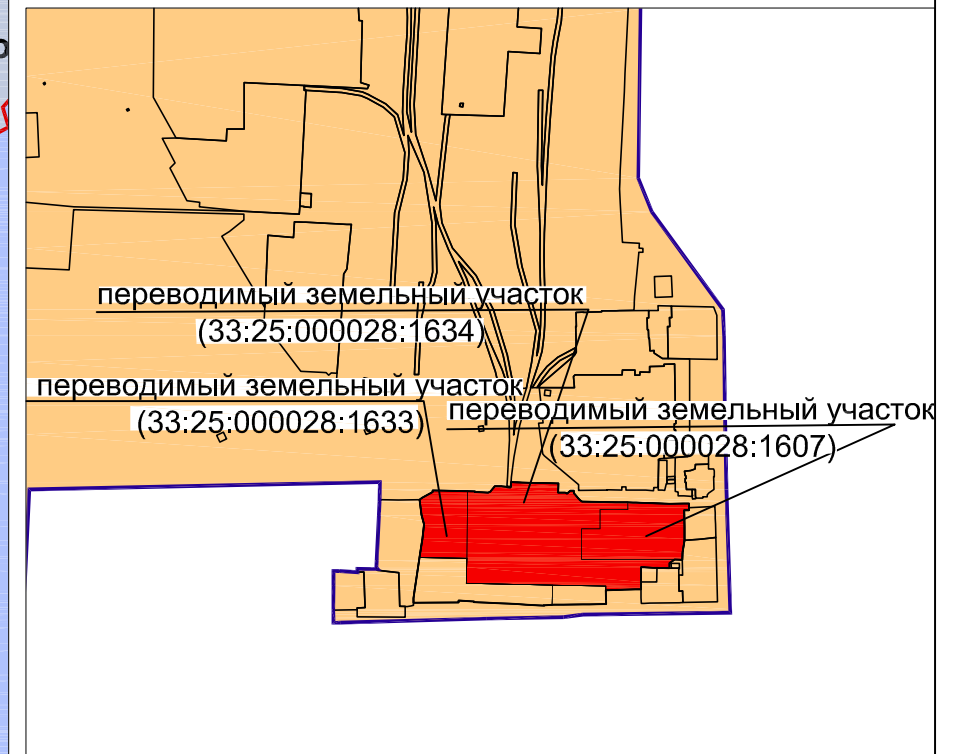 переводимый земельный участок
(33:25:000028:1634)
переводимый земельный участок
(33:25:000028:1633)
переводимый земельный участок
(33:25:000028:1607)